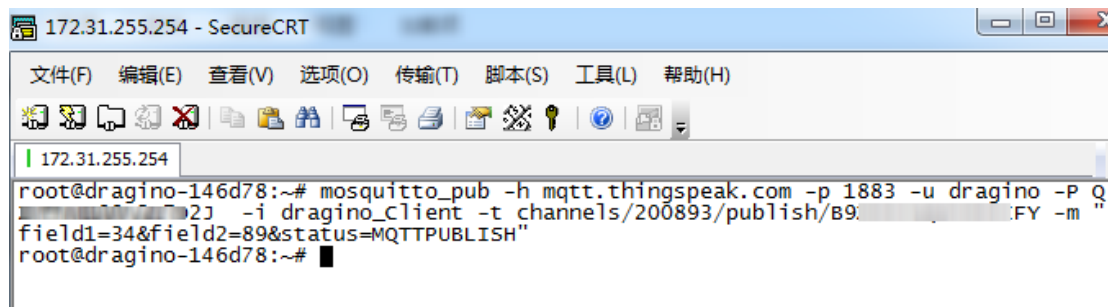 172.31.255.254 - SecureCRT
文件(F) 编辑(E) 查看(V) 选项(O) 传输(T) 脚本(S) 工具(L) 帮助(H)
172.31.255.254
root@dragino-146d78:~# mosquitto_pub -h mqtt.thingspeak.com -p 1883 -u dragino -P Q
2J -i dragino_Client -t channels/200893/publish/B9 FY -m "
field1=34&field2=89&status=MQTTPUBLISH"
root@dragino-146d78:~#